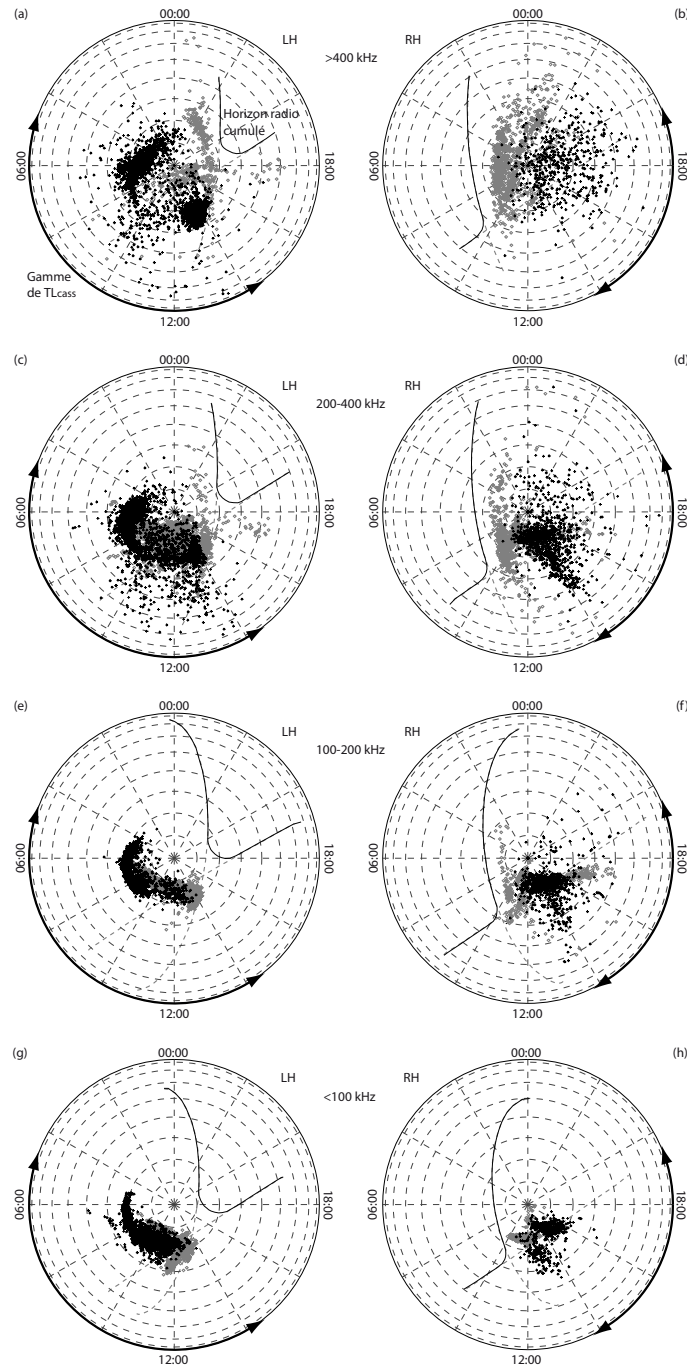 (a)
00:00
LH
>400 kHz
RH
(b)
Horizon radio
cumulé
06:00
18:00
06:00
18:00
Gamme
de TLcass
12:00
12:00
(c)
00:00
LH
200-400 kHz
RH
00:00
(d)
06:00
18:00
06:00
18:00
12:00
12:00
(e)
00:00
LH
100-200 kHz
RH
00:00
(f)
06:00
18:00
06:00
18:00
12:00
12:00
(g)
00:00
LH
<100 kHz
RH
00:00
(h)
06:00
18:00
06:00
18:00
12:00
12:00